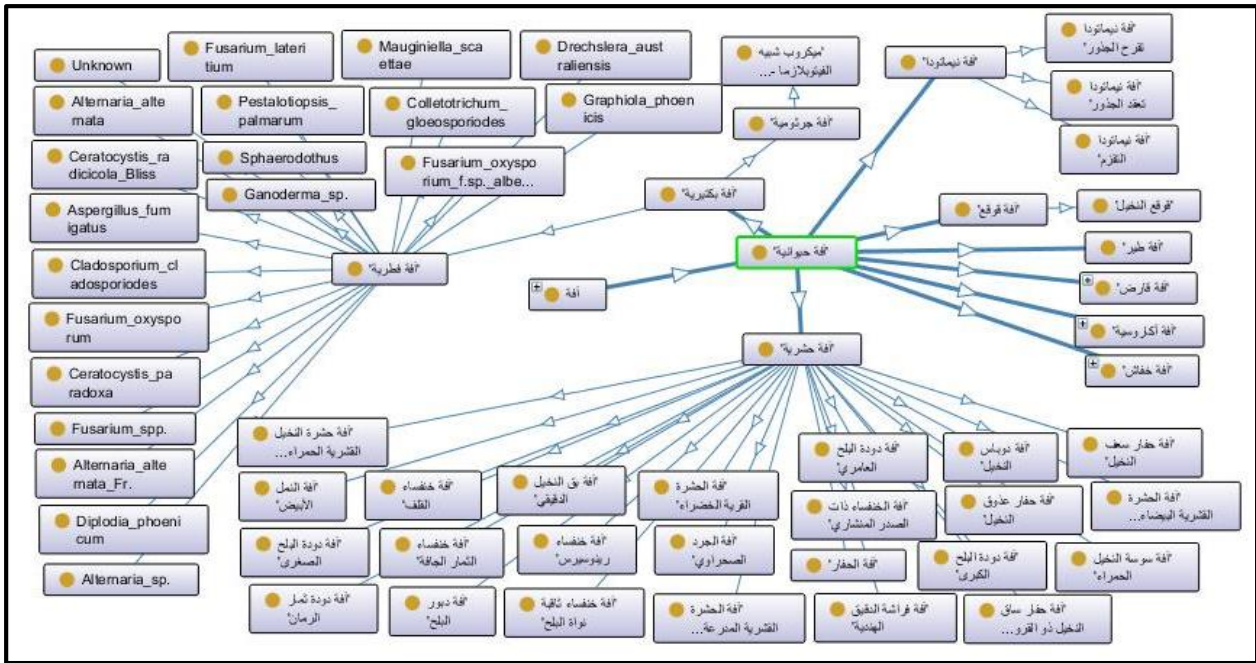 Unknown
Fusarium_lateri
tium
Mauginiella_sca
ettae
Drechslera_aust
raliensis
Alternaria_alte
rnata
Pestalotiopsis_
palmarum
Colletotrichum_
gloeosporiodes
Graphiola_phoen
icis
Ceratocystis_ra
dicicola_Bliss
Sphaerodothus
Fusarium_oxyspo
rium_f.sp._albe...
Ganoderma_sp.
Aspergillus_fum
igatus
Cladosporium_cl
adosporiodes
Fusarium_oxyspo
rum
Ceratocystis_pa
radoxa
Fusarium_spp.
Alternaria_alte
rnata_Fr.
Diplodia_phoeni
cum
Alternaria_sp.
'آفة فطرية'
'ميكروب شبيه
الفيتوبلازما -...
'آفة جرثومية'
'آفة بكتيرية'
'آفة نيماتودا'
'آفة نيماتودا
تقرح الجذور'
'آفة نيماتودا
تعقد الجذور'
'آفة نيماتودا
التقزم'
'آفة قوقع'
'قوقع النخيل'
'آفة حيوانية'
'آفة طير'
آفة
'آفة قارض'
'آفة أكاروسية'
'آفة خفاش'
'آفة حشرية'
'آفة حشرة النخيل
القشرية الحمراء...
'آفة دودة البلح
العامري'
'آفة دوباس
النخيل'
'آفة حفار سعف
النخيل'
'آفة النمل
الأبيض'
'آفة خنفساء
القلف'
'آفة بق النخيل
الدقيقي'
'آفة الحشرة
القرية الخضراء'
'آفة الخنفساء ذات
الصدر المنشاري'
'آفة حفار عذوق
النخيل'
'آفة الحشرة
القشرية البيضاء...
'آفة دودة البلح
الصغرى'
'آفة خنفساء
الثمار الجافة'
'آفة خنفساء
رينوسيرس'
'آفة الجرد
الصحراوي'
'آفة الحفار'
'آفة دودة البلح
الكبرى'
'آفة سوسة النخيل
الحمراء'
'آفة دودة ثمار
الرمان'
'آفة دبور
البلح'
'آفة خنفساء ثاقبة
نواة البلح'
'آفة الحشرة
القشرية المدرعة...
'آفة فراشة الدقيق
الهندية'
'آفة حفار ساق
النخيل ذو القرو...